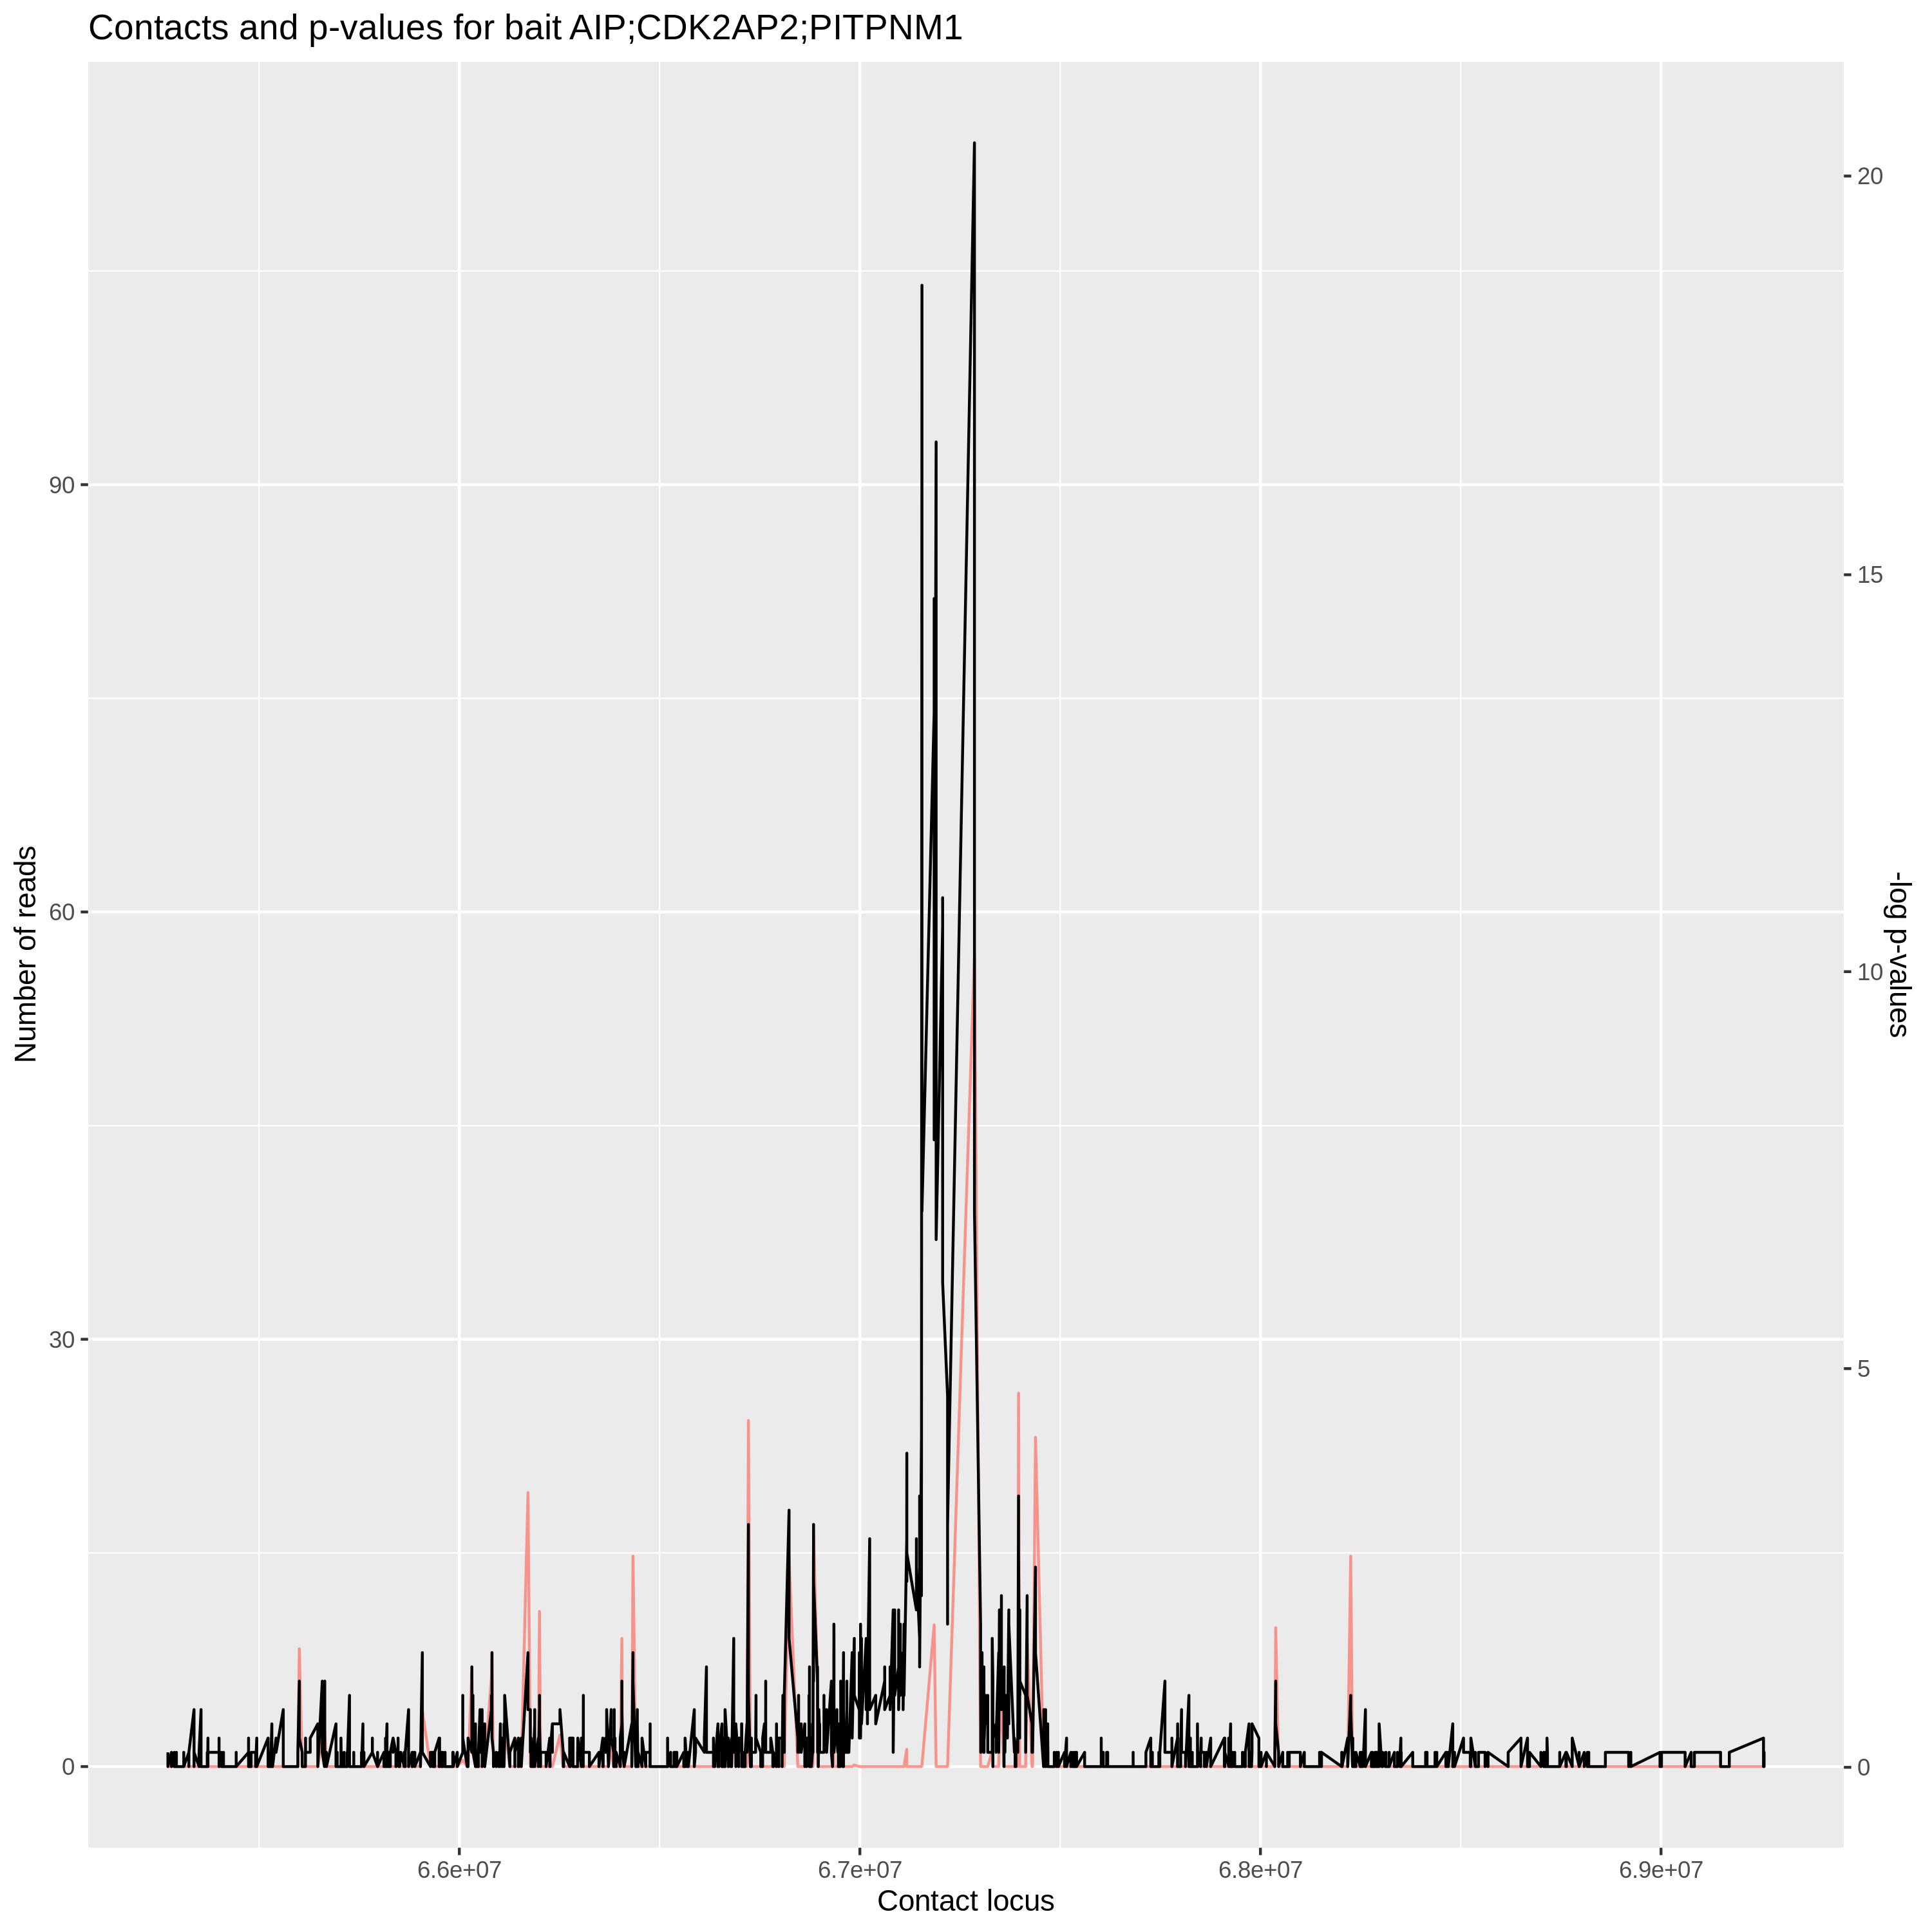 Contacts and p-values for bait AIP;CDK2AP2;PITPNM1
Number of reads
90
60
30
0
20
15
10
5
0
-log p-values
6.6e+07 6.7e+07 6.8e+07 6.9e+07
Contact locus